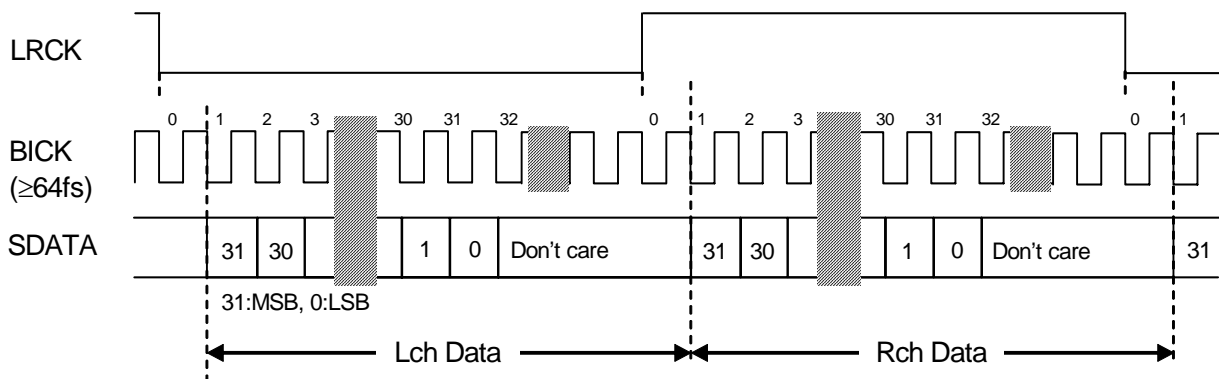 LRCK
0 1 2 3 30 31 32 0 1 2 3 30 31 32 0 1
BICK
(≥64fs)
SDATA 31 30 1 0 Don't care 31 30 1 0 Don't care 31
31:MSB, 0:LSB
Lch Data Rch Data